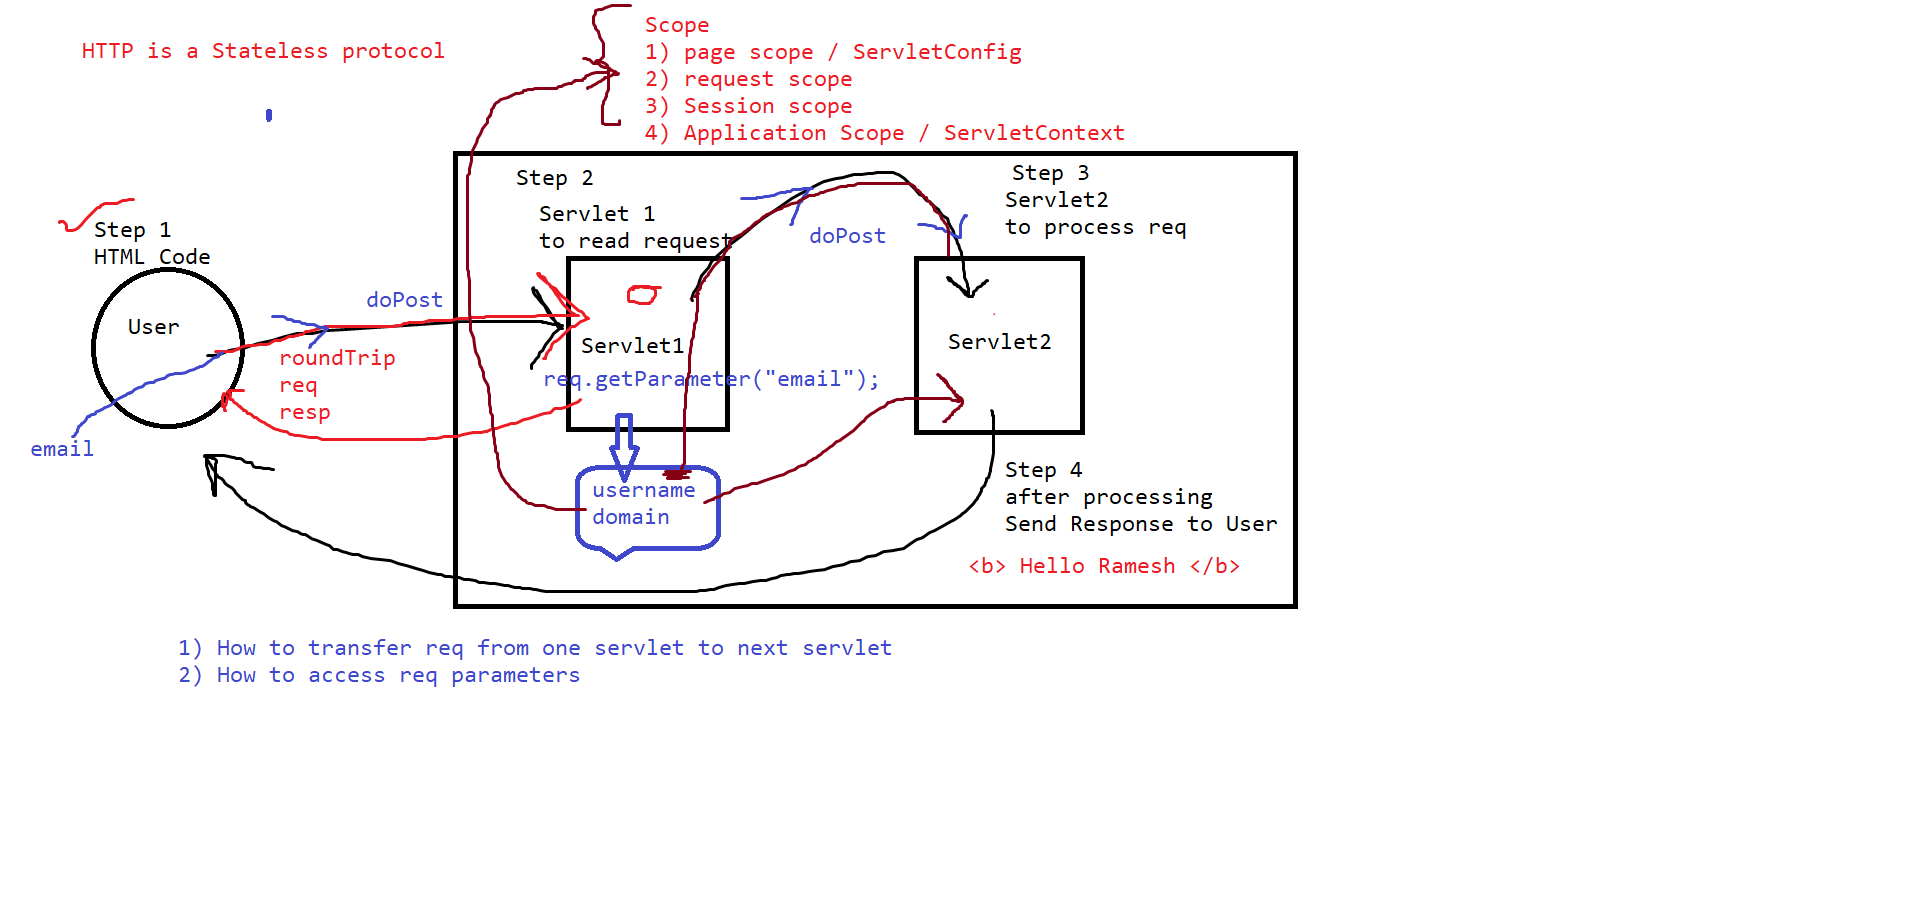 HTTP is a Stateless protocol
Scope
1) page scope / ServletConfig
2) request scope
3) Session scope
4) Application Scope / ServletContext
Step 1
HTML Code
User
email
doPost
roundTrip
req
resp
Step 2
Servlet 1
to read request
Servlet1
req.getParameter("email");
username
domain
doPost
Step 3
Servlet2
to process req
Servlet2
Step 4
after processing
Send Response to User
<b> Hello Ramesh </b>
1) How to transfer req from one servlet to next servlet
2) How to access req parameters